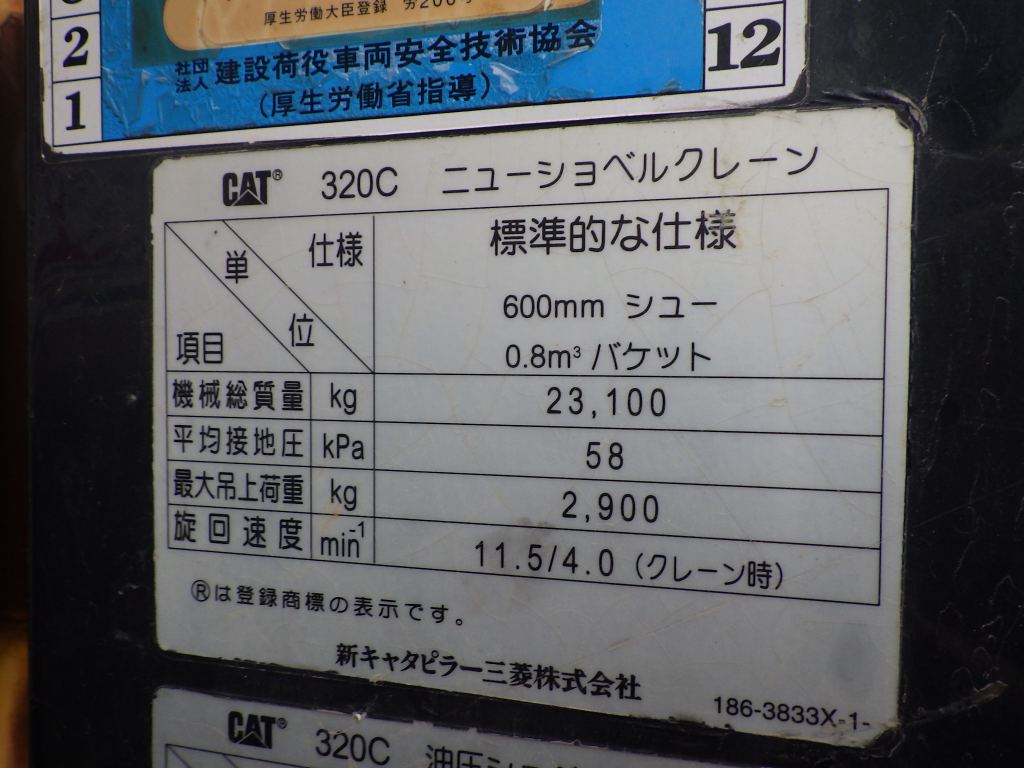 厚生労働大臣登録
2
1
12
社団
法人 建設荷役車両安全技術協会
(厚生労働省指導)
CAT® 320C ニューショベルクレーン
単位 仕様 項目
標準的な仕様
600mm シュー
0.8m³ バケット
機械総質量 kg 23,100
平均接地圧 kPa 58
最大吊上荷重 kg 2,900
旋回速度 min⁻¹ 11.5/4.0 (クレーン時)
®は登録商標の表示です。
新キャタピラー三菱株式会社
186-3833X-1-
CAT® 320C 油圧ショ